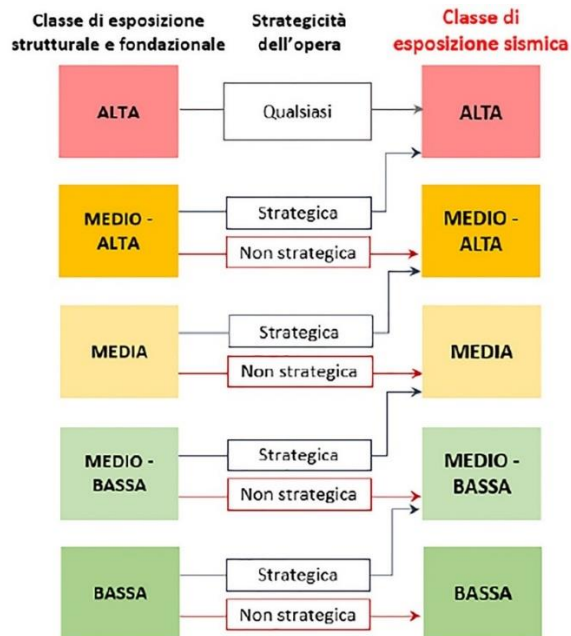 Classe di esposizione
strutturale e fondazionale
Strategicità
dell'opera
Classe di
esposizione sismica
ALTA
Qualsiasi
ALTA
MEDIO -
ALTA
Strategica
Non strategica
MEDIO -
ALTA
MEDIA
Strategica
Non strategica
MEDIA
MEDIO -
BASSA
Strategica
Non strategica
MEDIO -
BASSA
BASSA
Strategica
Non strategica
BASSA